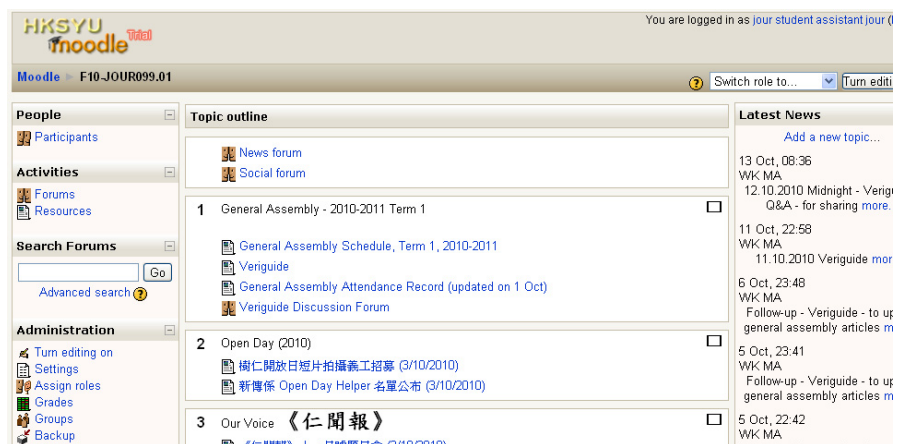 HKSYU
moodle Trial
You are logged in as jour student assistant jour (
Moodle ► F10-JOUR099.01
Switch role to...
Turn editi
People
Participants
Activities
Forums
Resources
Search Forums
Go
Advanced search
Administration
Turn editing on
Settings
Assign roles
Grades
Groups
Backup
Topic outline
News forum
Social forum
1 General Assembly - 2010-2011 Term 1
General Assembly Schedule, Term 1, 2010-2011
Veriguide
General Assembly Attendance Record (updated on 1 Oct)
Veriguide Discussion Forum
2 Open Day (2010)
樹仁開放日短片拍攝義工招募 (3/10/2010)
新傳係 Open Day Helper 名單公布 (3/10/2010)
3 Our Voice 《仁聞報》
Latest News
Add a new topic...
13 Oct, 08:36
WK MA
12.10.2010 Midnight - Verigu
Q&A - for sharing more.
11 Oct, 22:58
WK MA
11.10.2010 Veriguide mor
6 Oct, 23:48
WK MA
Follow-up - Veriguide - to up
general assembly articles m
5 Oct, 23:41
WK MA
Follow-up - Veriguide - to up
general assembly articles m
5 Oct, 22:42
WK MA